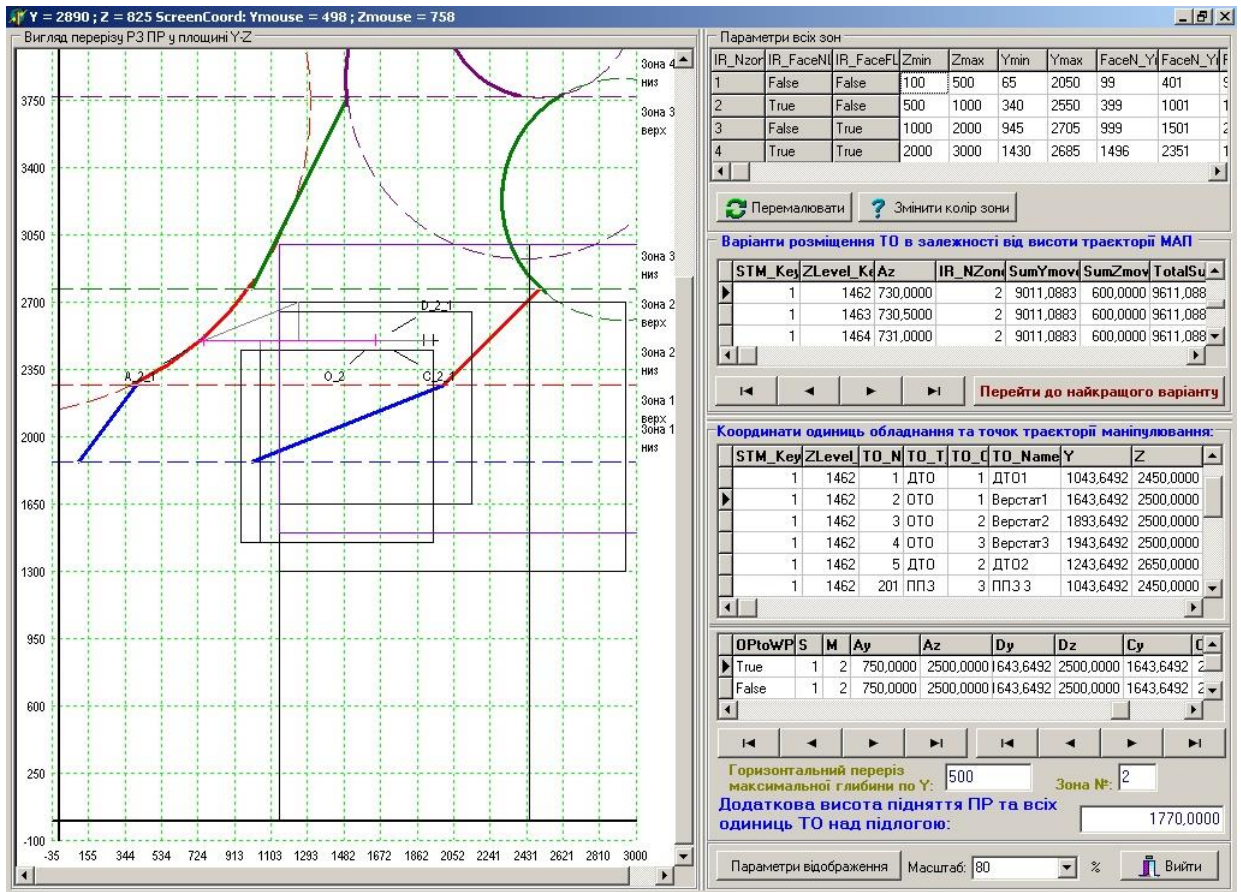 Y = 2890 ; Z = 825 ScreenCoord: Ymouse = 498 ; Zmouse = 758
Вигляд перерізу РЗ ПР у площині Y-Z
Зона 4
низ
3750
Зона 3
верх
3400
3050
Зона 3
низ
2700
Зона 2
верх
D_2_1
Зона 2
низ
2350
A_2_1
O_2
C_2_1
Зона 1
верх
Зона 1
низ
2000
1650
1300
950
600
250
-100
-35 155 344 534 724 913 1103 1293 1482 1672 1862 2052 2241 2431 2621 2810 3000
Параметри всіх зон
IR_Nzon IR_FaceNL IR_FaceFL Zmin Zmax Ymin Ymax FaceN_Yi FaceN_Yi
1 False False 100 500 65 2050 99 401
2 True False 500 1000 340 2550 399 1001
3 False True 1000 2000 945 2705 999 1501
4 True True 2000 3000 1430 2685 1496 2351
Перемалювати
Змінити колір зони
Варіанти розміщення ТО в залежності від висоти траєкторії МАП
STM_Key ZLevel_Ke Az IR_NZone SumYmove SumZmov TotalSu
1 1462 730,0000 2 9011,0883 600,0000 9611,088
1463 730,5000 2 9011,0883 600,0000 9611,088
1 1464 731,0000 2 9011,0883 600,0000 9611,088
Перейти до найкращого варіанту
Координати одиниць обладнання та точок траєкторії маніпулювання:
STM_Key ZLevel_ TO_N TO_T TO_C TO_Name Y Z
1 1462 1 ДТО 1 ДТО1 1043,6492 2450,0000
1 1462 2 ОТО 1 Верстат1 1643,6492 2500,0000
1 1462 3 ОТО 2 Верстат2 1893,6492 2500,0000
1 1462 4 ОТО 3 Верстат3 1943,6492 2500,0000
1 1462 5 ДТО 2 ДТО2 1243,6492 2650,0000
1 1462 201 ППЗ 3 ППЗ 3 1043,6492 2450,0000
OPtoWP S M Ay Az Dy Dz Cy
True 1 2 750,0000 2500,0000 1643,6492 2500,0000 1643,6492
False 1 2 750,0000 2500,0000 1643,6492 2500,0000 1643,6492
Горизонтальний переріз
максимальної глибини по Y: 500 Зона №: 2
Додаткова висота підняття ПР та всіх
одиниць ТО над підлогою: 1770,0000
Параметри відображення Масштаб: 80 % Вийти